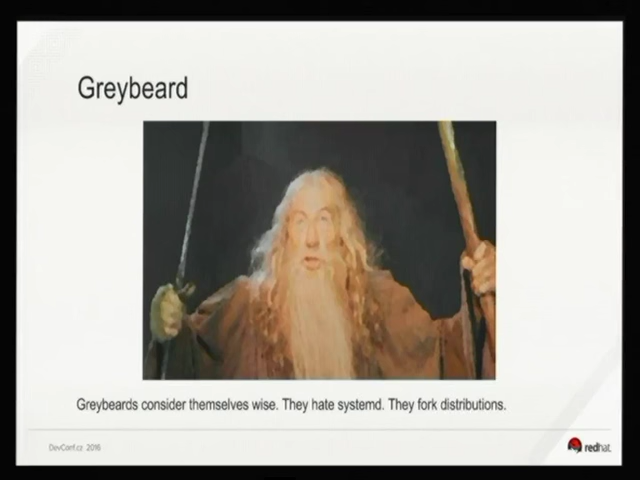 Greybeard
Greybeards consider themselves wise. They hate systemd. They fork distributions.
DevConf.cz 2016
redhat.